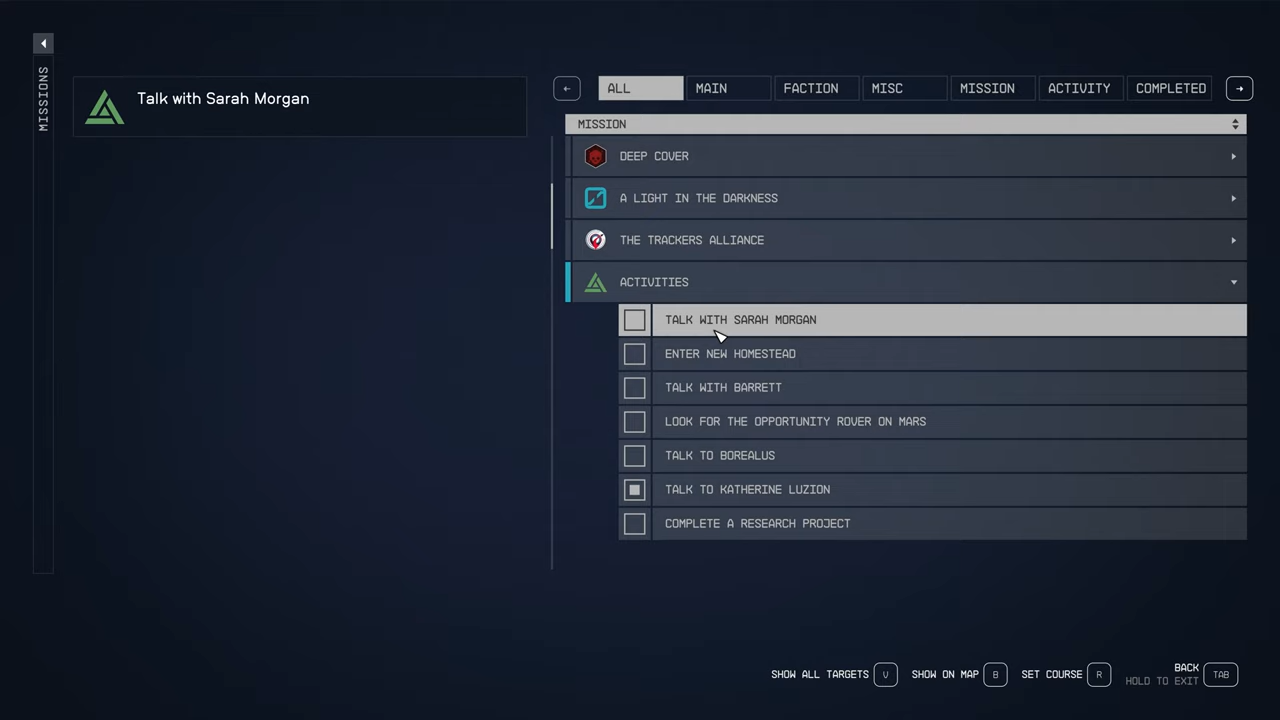 MISSIONS
Talk with Sarah Morgan
ALL
MAIN
FACTION
MISC
MISSION
ACTIVITY
COMPLETED
MISSION
DEEP COVER
A LIGHT IN THE DARKNESS
THE TRACKERS ALLIANCE
ACTIVITIES
TALK WITH SARAH MORGAN
ENTER NEW HOMESTEAD
TALK WITH BARRETT
LOOK FOR THE OPPORTUNITY ROVER ON MARS
TALK TO BOREALUS
TALK TO KATHERINE LUZION
COMPLETE A RESEARCH PROJECT
SHOW ALL TARGETS V
SHOW ON MAP B
SET COURSE R
BACK
HOLD TO EXIT
TAB